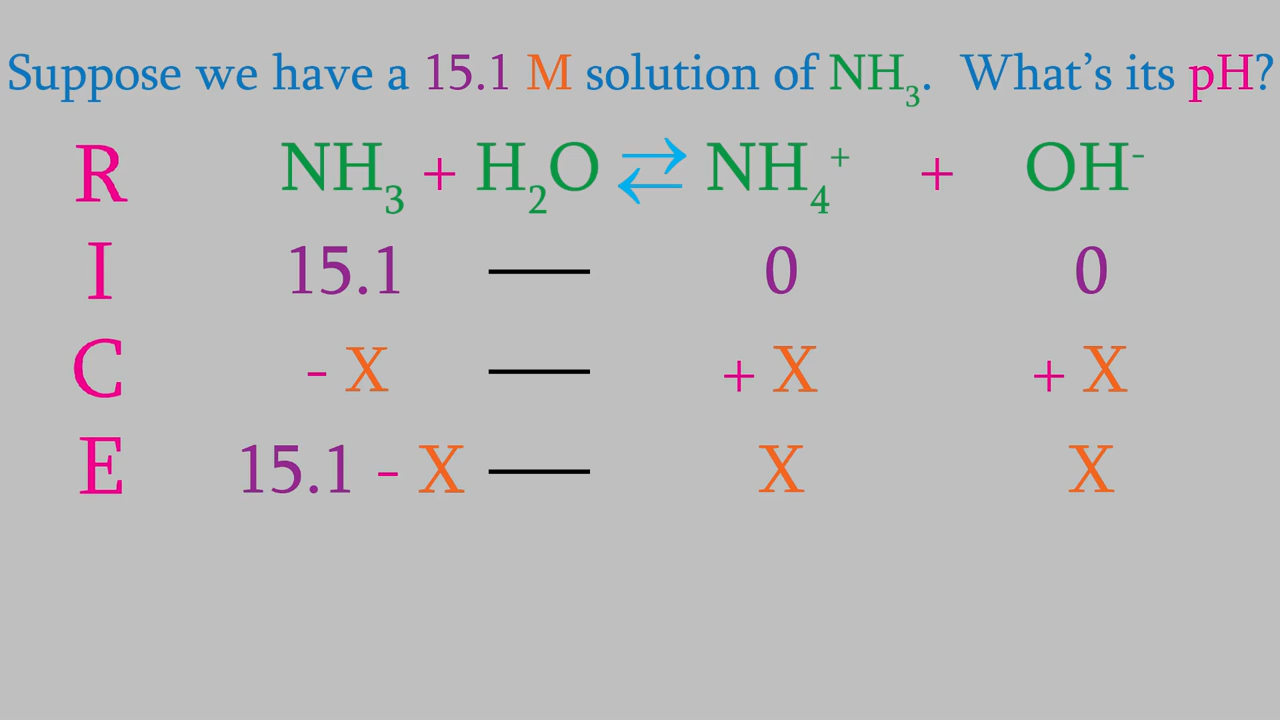 Suppose we have a 15.1 M solution of NH₃. What's its pH?
R NH₃ + H₂O ⇄ NH₄⁺ + OH⁻
I 15.1 — 0 0
C - X — + X + X
E 15.1 - X — X X